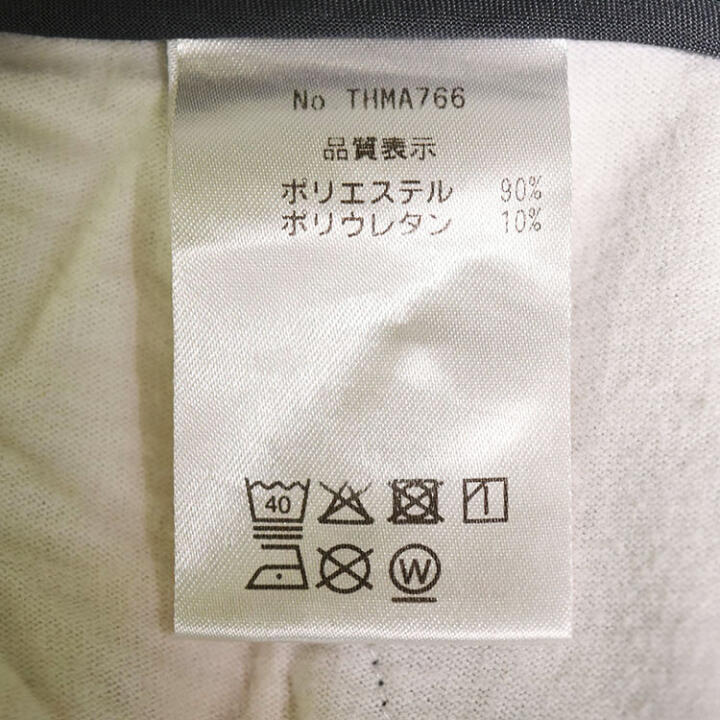 No THMA766
品質表示
ポリエステル 90%
ポリウレタン 10%
40
W